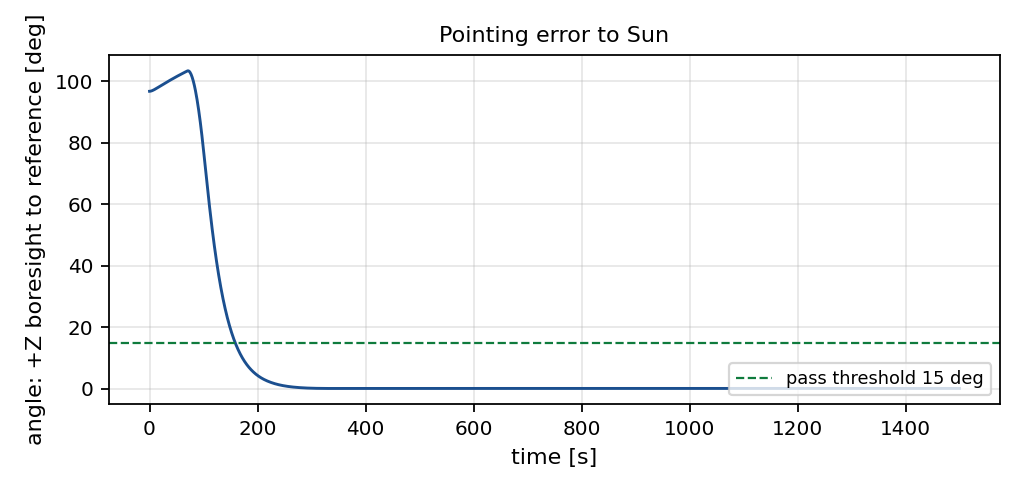 Pointing error to Sun
angle: +Z boresight to reference [deg]
100
80
60
40
20
0
pass threshold 15 deg
0 200 400 600 800 1000 1200 1400
time [s]